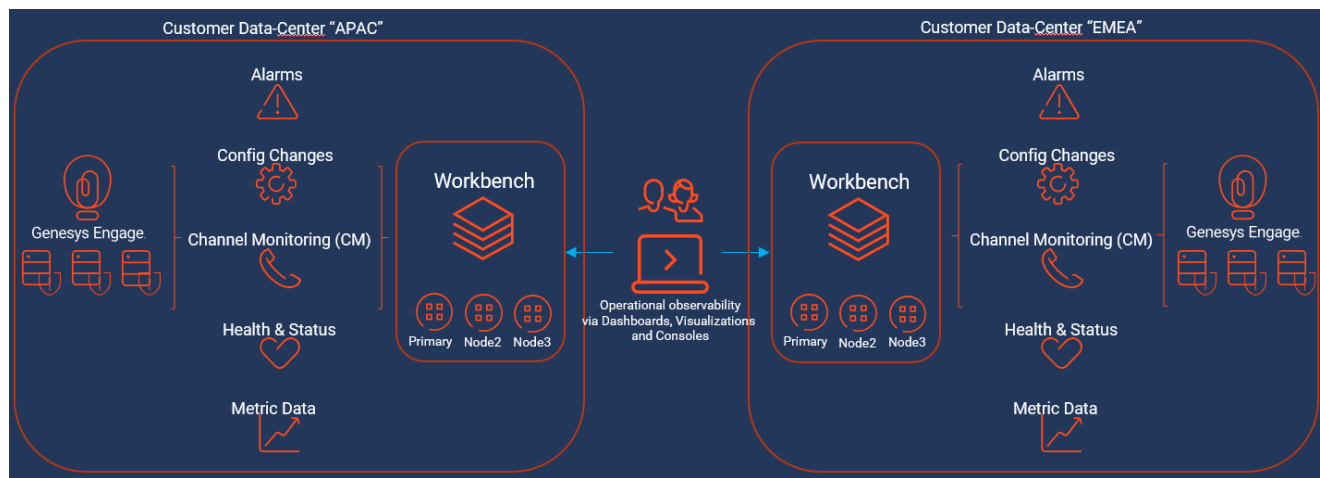 Customer Data-Center “APAC”
Alarms
Config Changes
Genesys Engage.
Channel Monitoring (CM)
Health & Status
Metric Data
Workbench
Primary
Node2
Node3
Operational observability
via Dashboards, Visualizations
and Consoles
Customer Data-Center “EMEA”
Workbench
Primary
Node2
Node3
Alarms
Config Changes
Channel Monitoring (CM)
Health & Status
Metric Data
Genesys Engage.